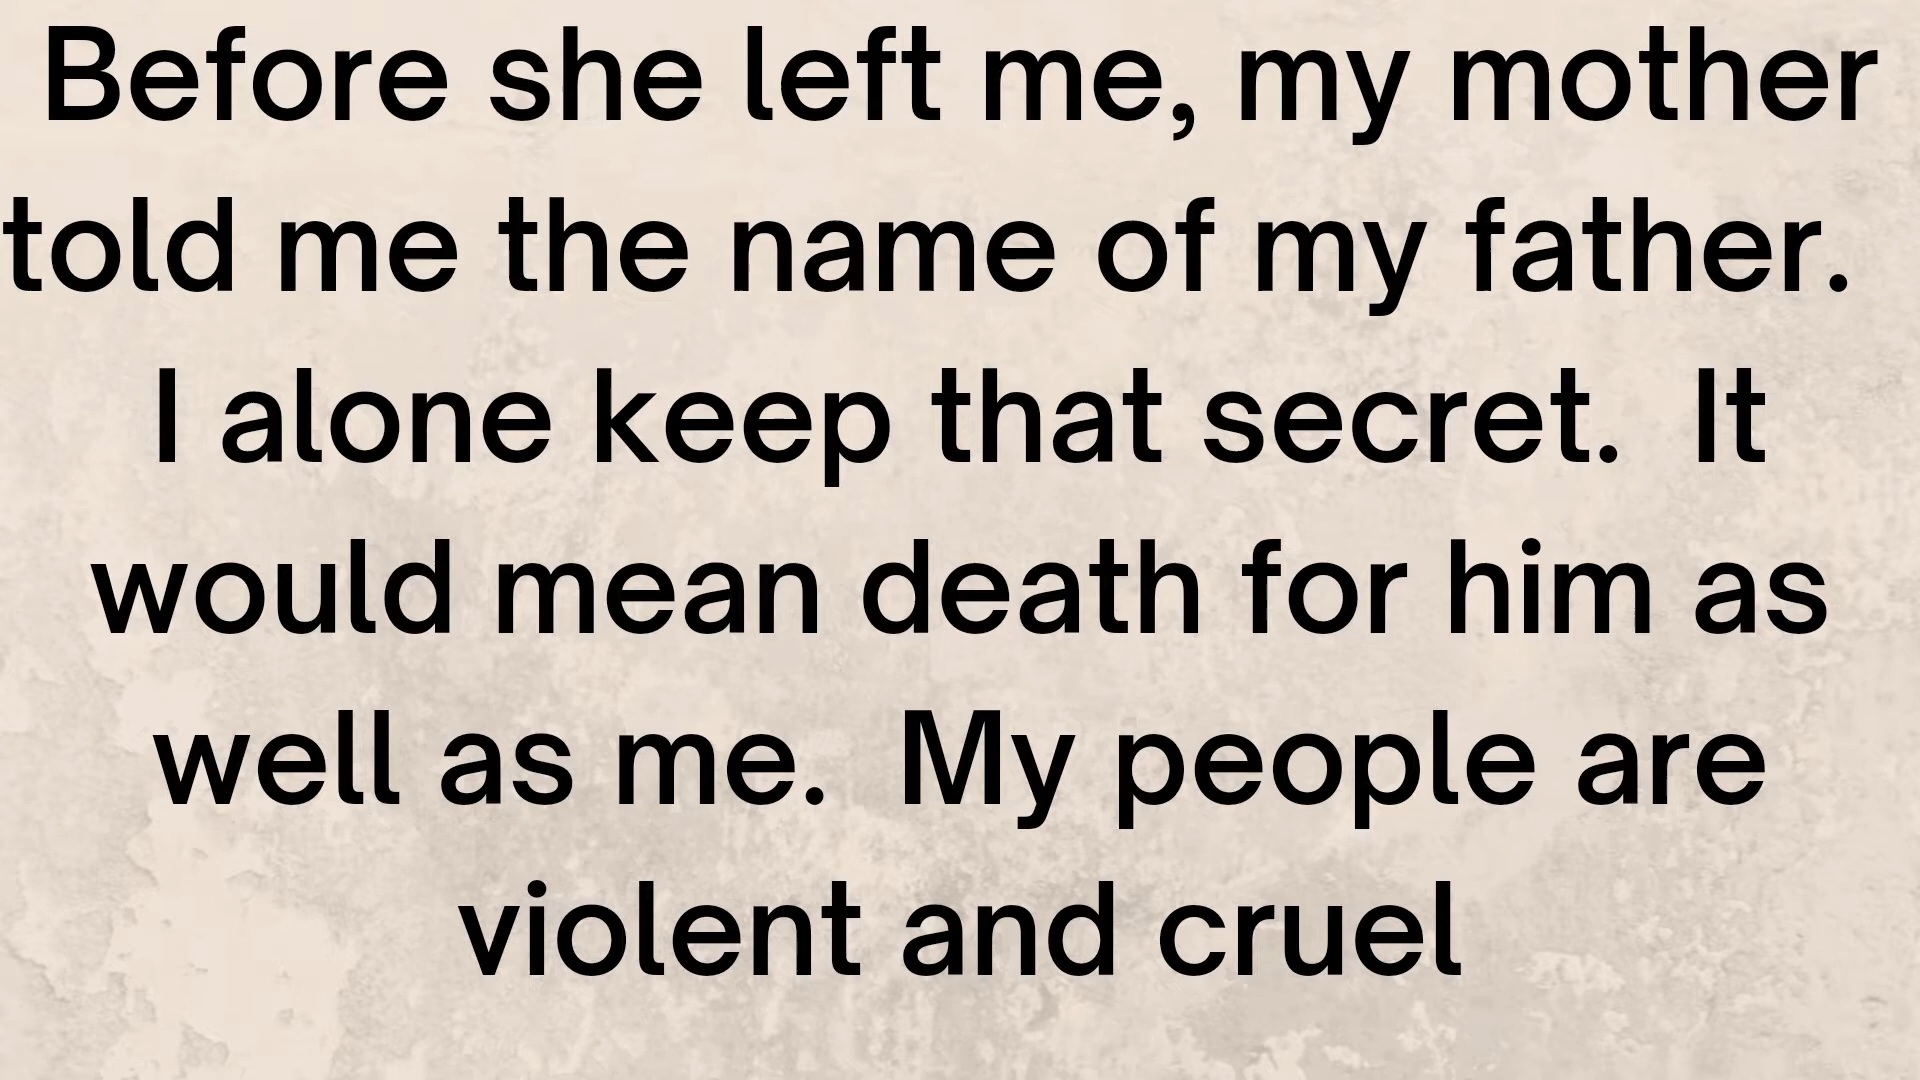 Before she left me, my mother
told me the name of my father.
I alone keep that secret.  It
would mean death for him as
well as me.  My people are
violent and cruel